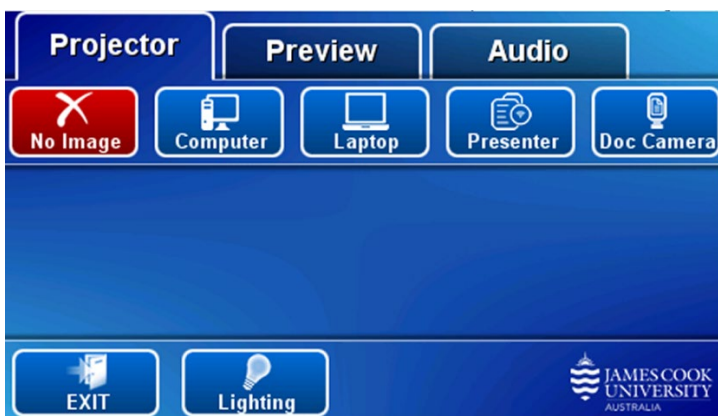 Projector
Preview
Audio
No Image
Computer
Laptop
Presenter
Doc Camera
EXIT
Lighting
JAMES COOK
UNIVERSITY
AUSTRALIA